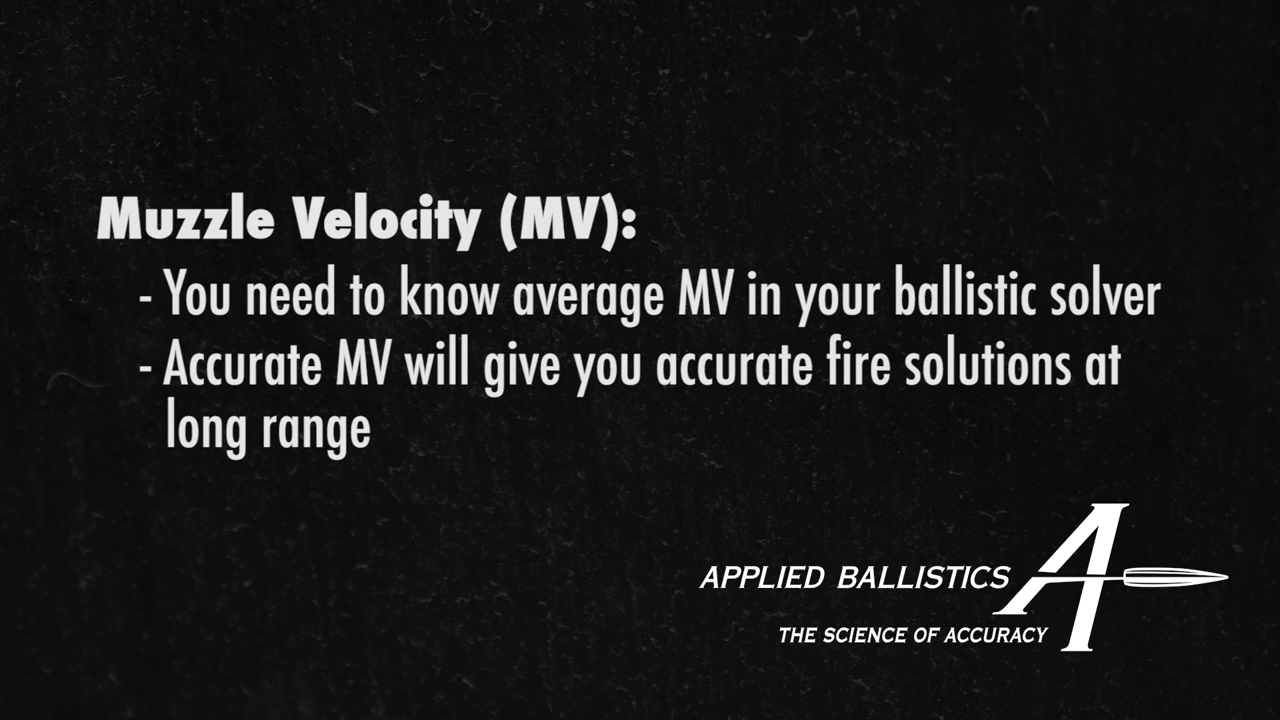 Muzzle Velocity (MV):
- You need to know average MV in your ballistic solver
- Accurate MV will give you accurate fire solutions at
long range
APPLIED BALLISTICS A
THE SCIENCE OF ACCURACY